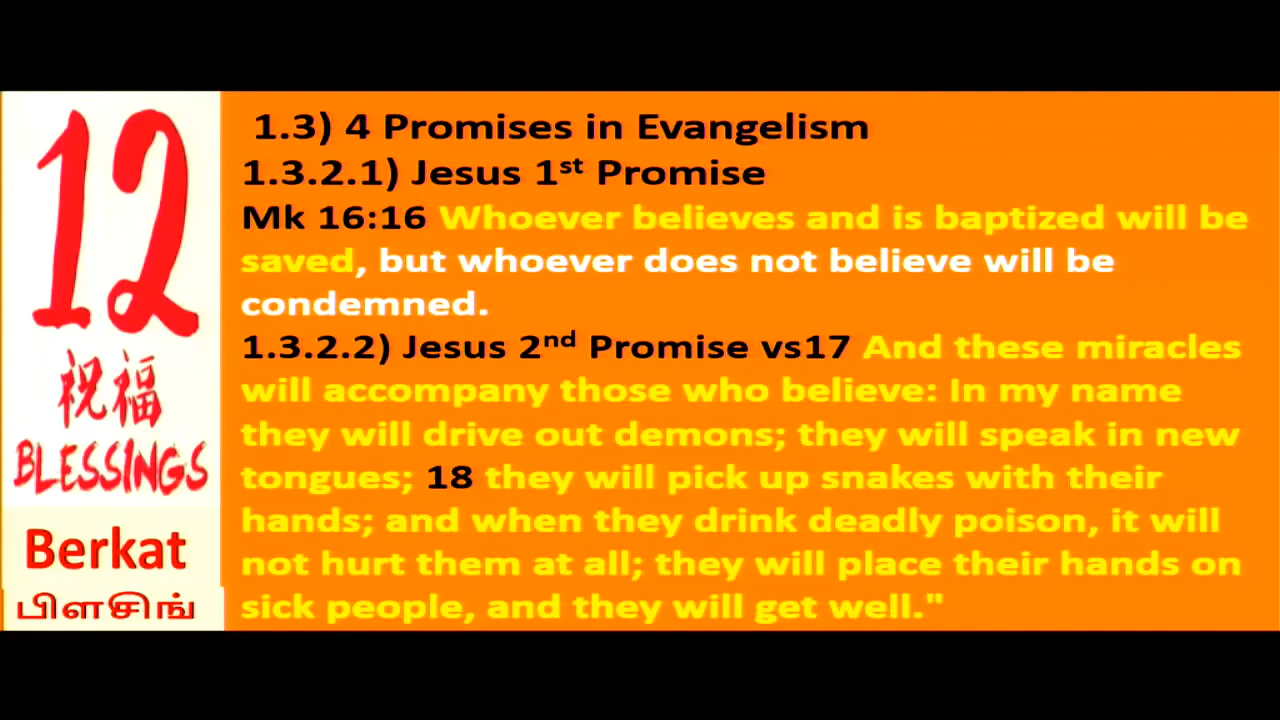 12
祝福
BLESSINGS
Berkat
பிளசிங்
1.3) 4 Promises in Evangelism
1.3.2.1) Jesus 1st Promise
Mk 16:16 Whoever believes and is baptized will be
saved, but whoever does not believe will be
condemned.
1.3.2.2) Jesus 2nd Promise vs17 And these miracles
will accompany those who believe: In my name
they will drive out demons; they will speak in new
tongues; 18 they will pick up snakes with their
hands; and when they drink deadly poison, it will
not hurt them at all; they will place their hands on
sick people, and they will get well."